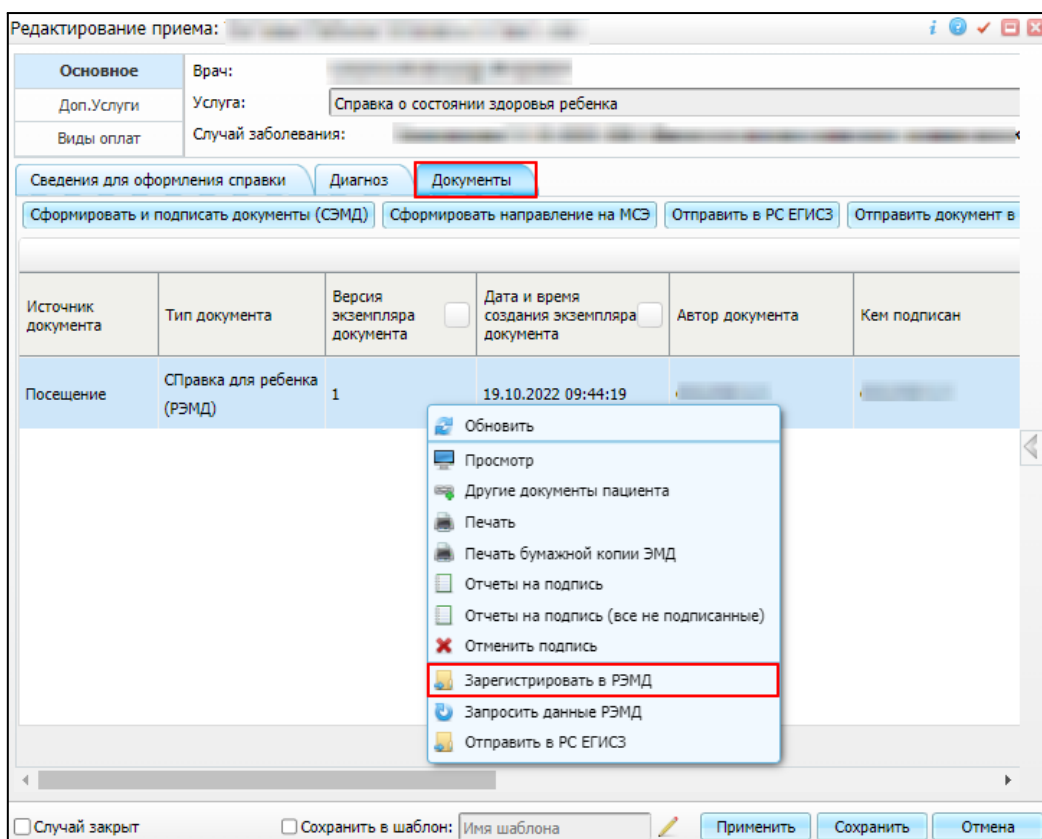 Редактирование приема:
Основное
Врач:
Доп.Услуги
Услуга:
Справка о состоянии здоровья ребенка
Виды оплат
Случай заболевания:
Сведения для оформления справки
Диагноз
Документы
Сформировать и подписать документы (СЭМД)
Сформировать направление на МСЭ
Отправить в РС ЕГИСЗ
Отправить документ в
Источник
документа
Тип документа
Версия
экземпляра
документа
Дата и время
создания экземпляра
документа
Автор документа
Кем подписан
Посещение
СПравка для ребенка
(РЭМД)
1
19.10.2022 09:44:19
Обновить
Просмотр
Другие документы пациента
Печать
Печать бумажной копии ЭМД
Отчеты на подпись
Отчеты на подпись (все не подписанные)
Отменить подпись
Зарегистрировать в РЭМД
Запросить данные РЭМД
Отправить в РС ЕГИСЗ
Случай закрыт
Сохранить в шаблон:
Имя шаблона
Применить
Сохранить
Отмена